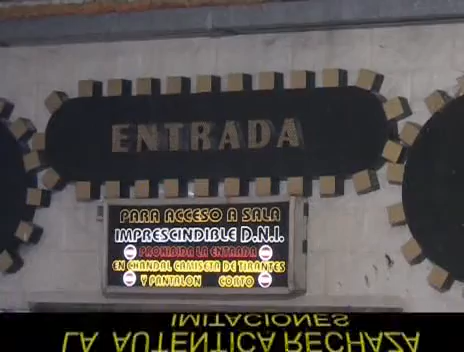 ENTRADA
PARA ACCESO A SALA
IMPRESCINDIBLE D.N.I.
PROHIBIDA LA ENTRADA
EN CHANDAL CAMISETA DE TIRANTES
Y PANTALON CORTO
LA AUTENTICA RECHAZA
IMITACIONES